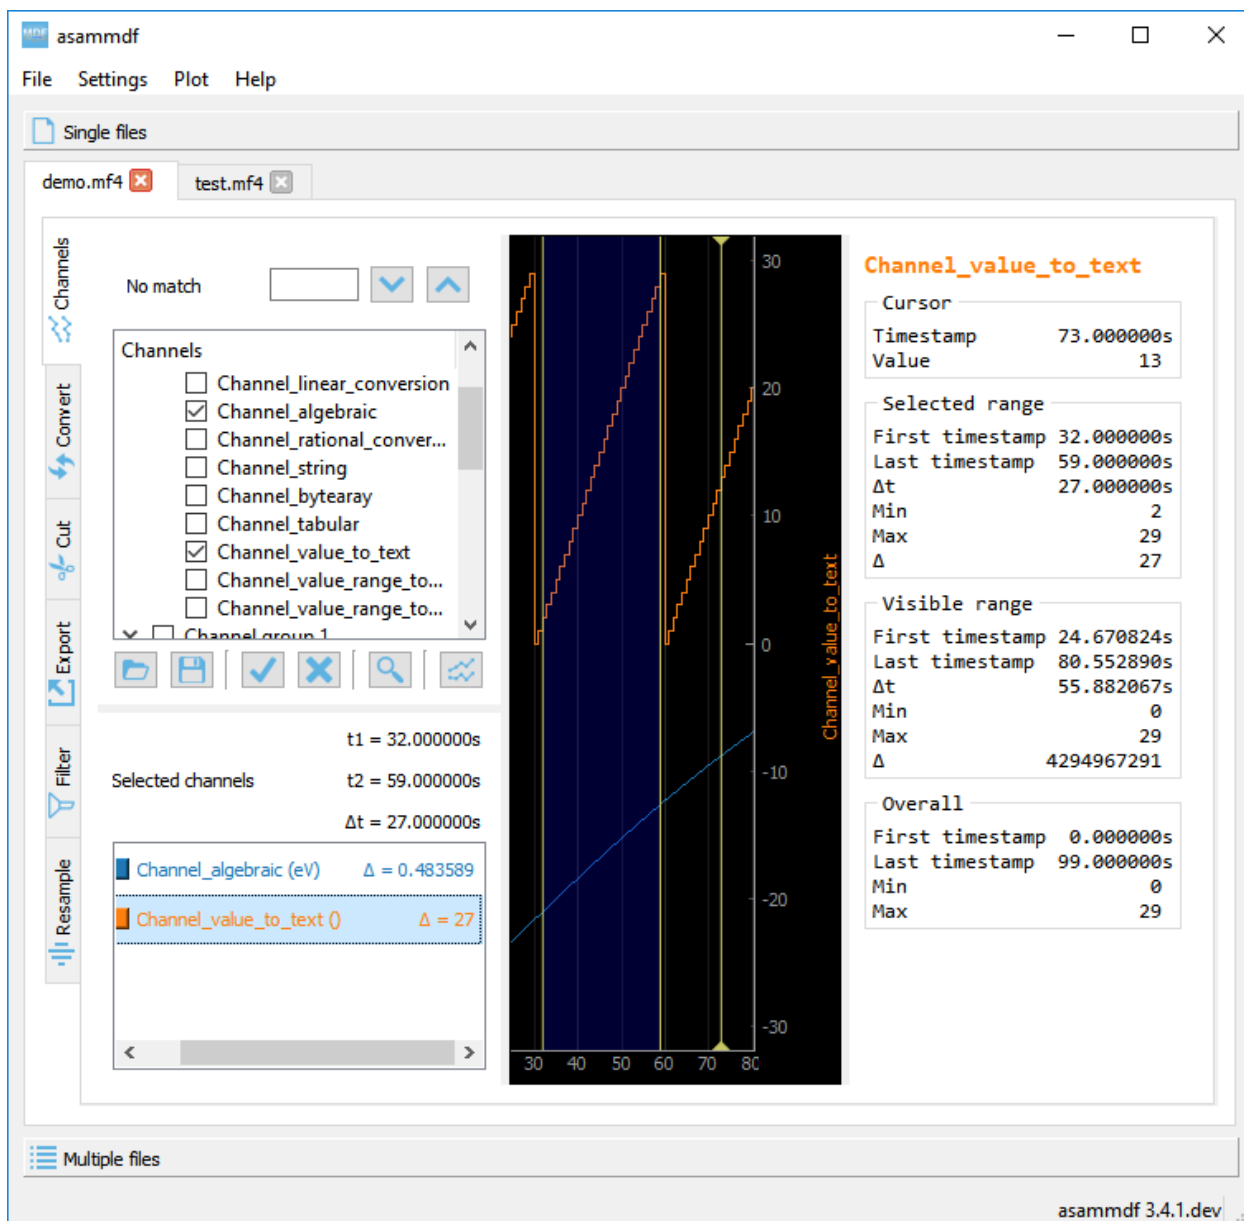 asammdf
File Settings Plot Help
Single files
demo.mf4 test.mf4
Channels
Convert
Cut
Export
Filter
Resample
No match
Channels
Channel_linear_conversion
Channel_algebraic
Channel_rational_conver...
Channel_string
Channel_bytearay
Channel_tabular
Channel_value_to_text
Channel_value_range_to...
Channel_value_range_to...
Channel group 1
t1 = 32.000000s
Selected channels t2 = 59.000000s
Δt = 27.000000s
Channel_algebraic (eV) Δ = 0.483589
Channel_value_to_text () Δ = 27
30
20
10
0
-10
-20
-30
30 40 50 60 70 80
Channel_value_to_text
Channel_value_to_text
Cursor
Timestamp 73.000000s
Value 13
Selected range
First timestamp 32.000000s
Last timestamp 59.000000s
Δt 27.000000s
Min 2
Max 29
Δ 27
Visible range
First timestamp 24.670824s
Last timestamp 80.552890s
Δt 55.882067s
Min 0
Max 29
Δ 4294967291
Overall
First timestamp 0.000000s
Last timestamp 99.000000s
Min 0
Max 29
Multiple files
asammdf 3.4.1.dev